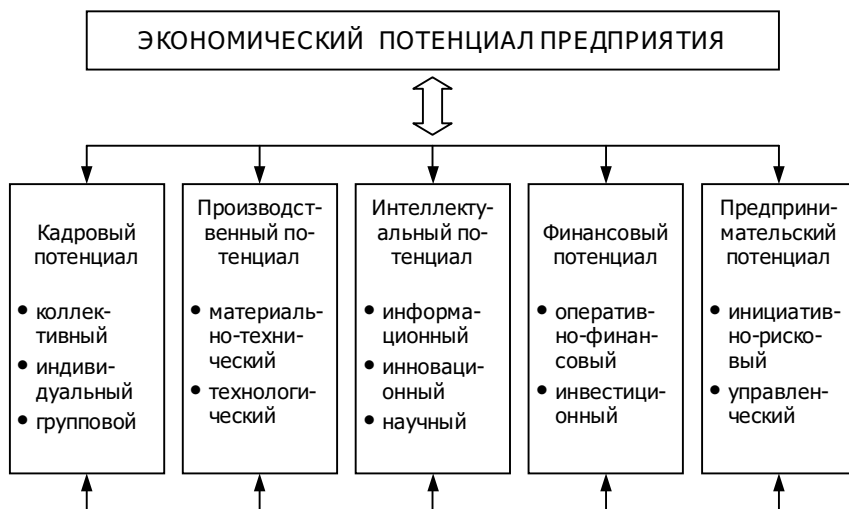 ЭКОНОМИЧЕСКИЙ ПОТЕНЦИАЛ ПРЕДПРИЯТИЯ
Кадровый
потенциал
• коллек-
тивный
• индиви-
дуальный
• групповой
Производст-
венный по-
тенциал
• материаль-
но-техни-
ческий
• технологи-
ческий
Интеллекту-
альный по-
тенциал
• информа-
ционный
• инноваци-
онный
• научный
Финансовый
потенциал
• оператив-
но-финан-
совый
• инвестици-
онный
Предприни-
мательский
потенциал
• инициатив-
но-риско-
вый
• управлен-
ческий